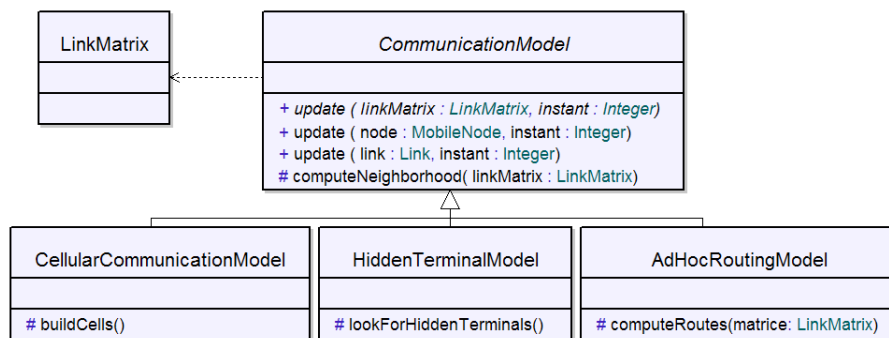 LinkMatrix
CommunicationModel
+ update ( linkMatrix : LinkMatrix, instant : Integer)
+ update ( node : MobileNode, instant : Integer)
+ update ( link : Link, instant : Integer)
# computeNeighborhood( linkMatrix : LinkMatrix)
CellularCommunicationModel
# buildCells()
HiddenTerminalModel
# lookForHiddenTerminals()
AdHocRoutingModel
# computeRoutes(matrice: LinkMatrix)